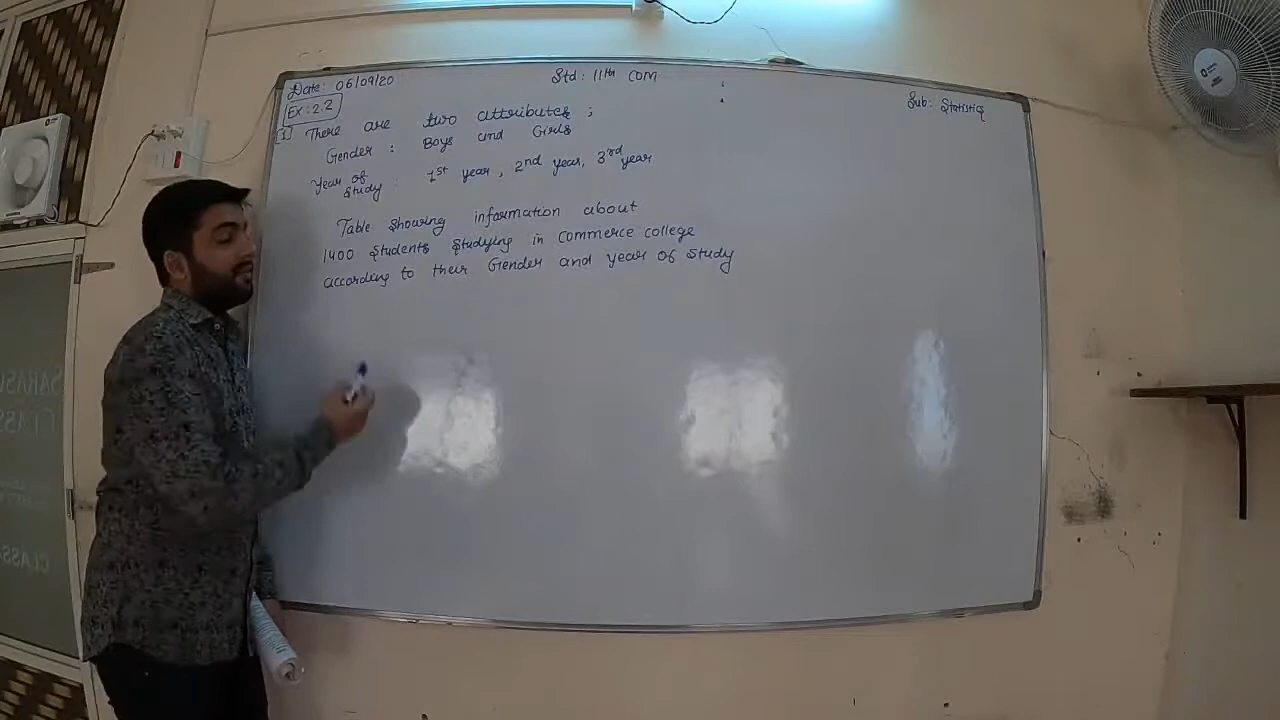 Date: 06/09/20
Std: 11th com
Sub: Statistic
Ex: 2.2
1] There are two attributes ;
Gender : Boys and Girls
Year of study : 1st year, 2nd year, 3rd year
Table showing information about
1400 students studying in commerce college
according to their Gender and year of study
CLASS